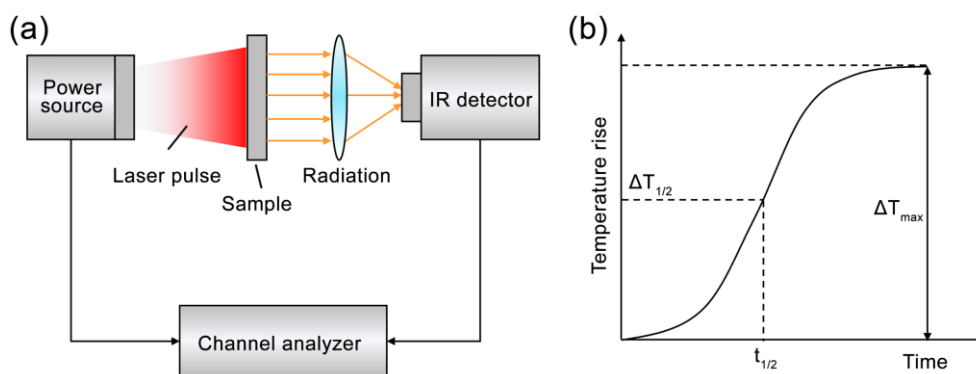 (a)
Power
source
Laser pulse
Sample
Radiation
IR detector
Channel analyzer
(b)
Temperature rise
ΔT1/2
ΔTmax
t1/2
Time